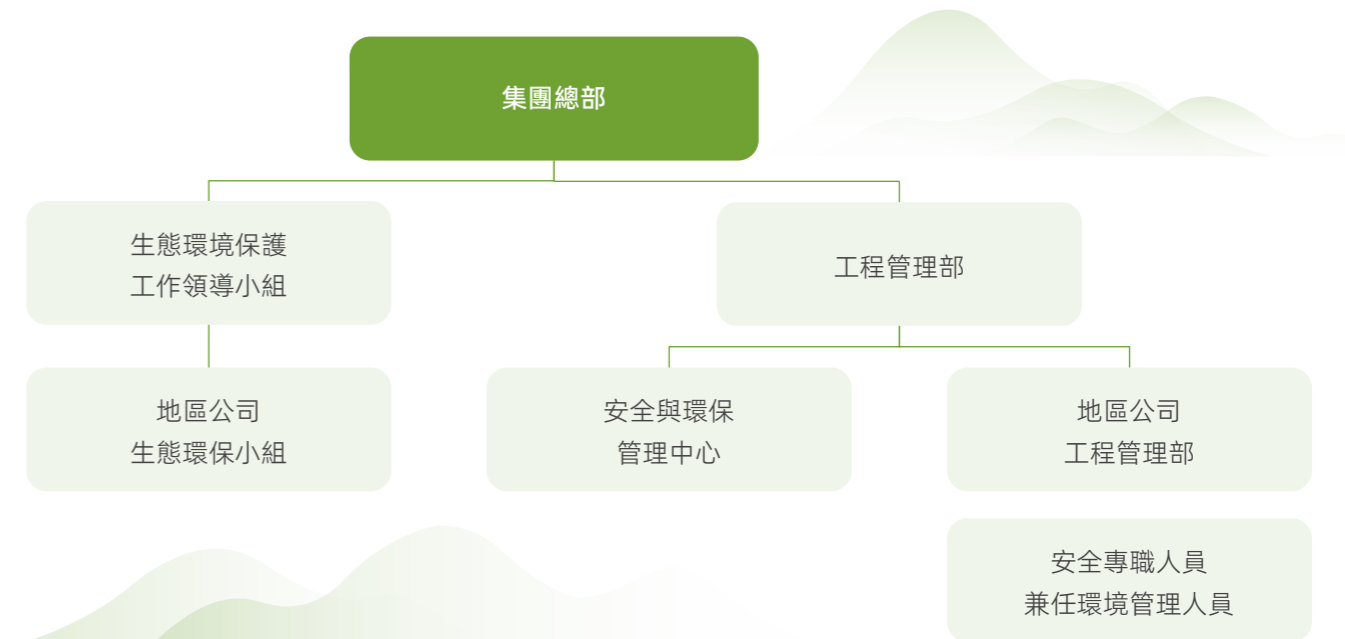 集團總部
生態環境保護
工作領導小組
工程管理部
地區公司
生態環保小組
安全與環保
管理中心
地區公司
工程管理部
安全專職人員
兼任環境管理人員